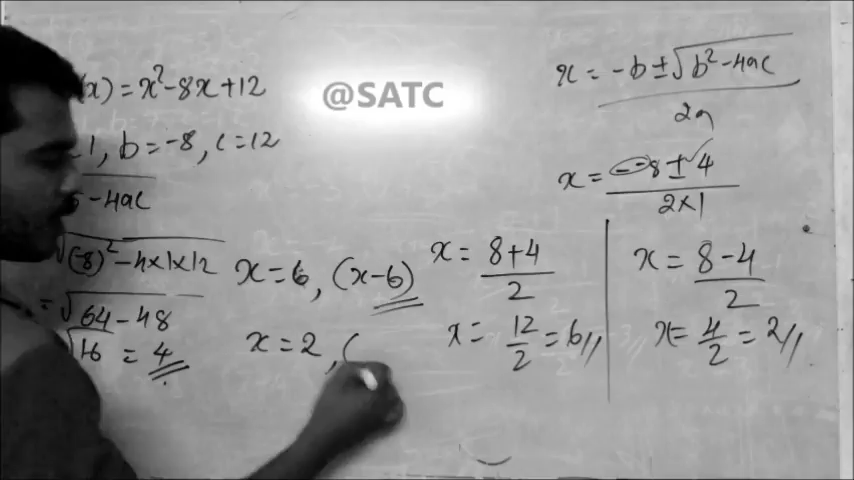 (x) = x² - 8x + 12
1, b = -8, c = 12
- 4ac
√(-8)² - 4×1×12
= √64 - 48
√16 = 4
@SATC
x = 6, (x-6)
x = 2, (
x = -b ± √b² - 4ac
2a
x = --8 ± 4
2×1
x = 8+4
2
x = 12/2 = 6//
x = 8-4
2
x = 4/2 = 2//